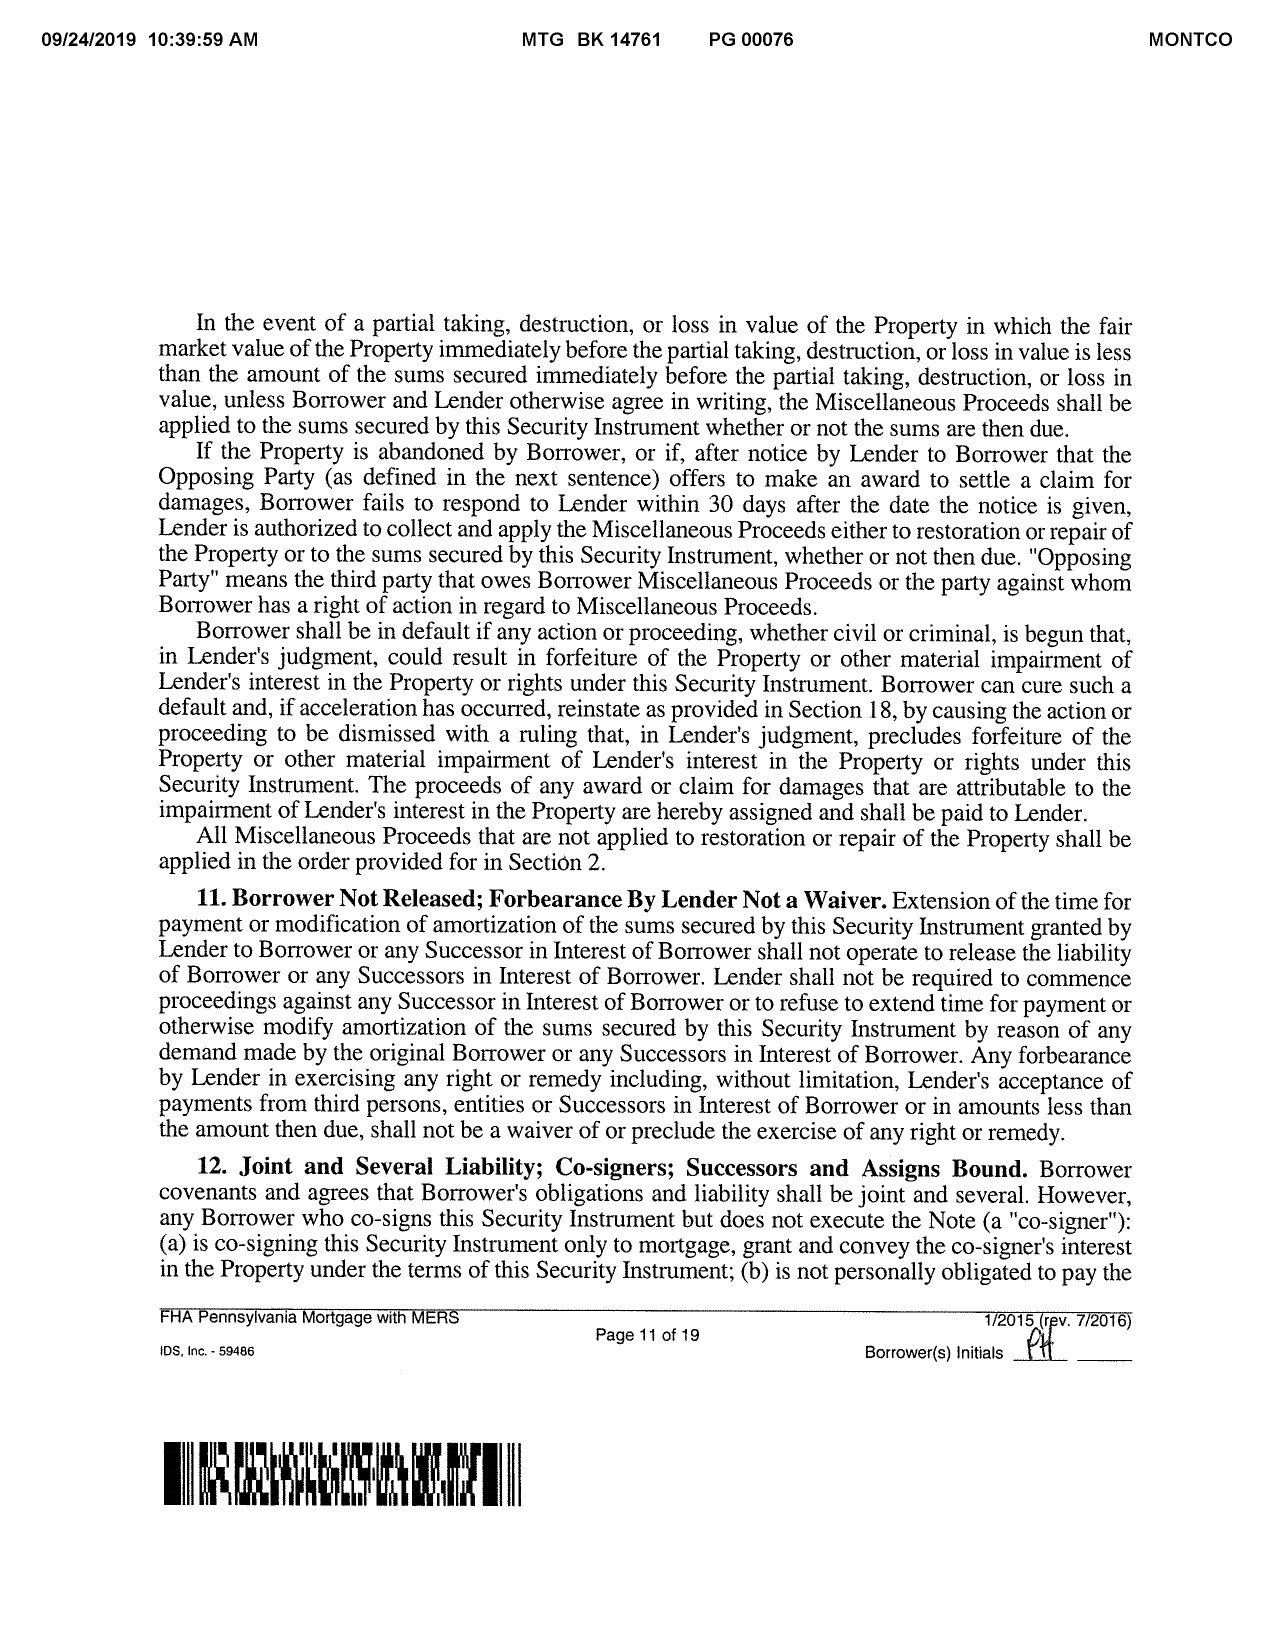 09/24/2019 10:39:59 AM MTG BK 14761 PG 00076 MONTCO
In the event of a partial taking, destruction, or loss in value of the Property in which the fair
market value of the Property immediately before the partial taking, destruction, or loss in value is less
than the amount of the sums secured immediately before the partial taking, destruction, or loss in
value, unless Borrower and Lender otherwise agree in writing, the Miscellaneous Proceeds shall be
applied to the sums secured by this Security Instrument whether or not the sums are then due.
If the Property is abandoned by Borrower, or if, after notice by Lender to Borrower that the
Opposing Party (as defined in the next sentence) offers to make an award to settle a claim for
damages, Borrower fails to respond to Lender within 30 days after the date the notice is given,
Lender is authorized to collect and apply the Miscellaneous Proceeds either to restoration or repair of
the Property or to the sums secured by this Security Instrument, whether or not then due. "Opposing
Party" means the third party that owes Borrower Miscellaneous Proceeds or the party against whom
Borrower has a right of action in regard to Miscellaneous Proceeds.
Borrower shall be in default if any action or proceeding, whether civil or criminal, is begun that,
in Lender's judgment, could result in forfeiture of the Property or other material impairment of
Lender's interest in the Property or rights under this Security Instrument. Borrower can cure such a
default and, if acceleration has occurred, reinstate as provided in Section 18, by causing the action or
proceeding to be dismissed with a ruling that, in Lender's judgment, precludes forfeiture of the
Property or other material impairment of Lender's interest in the Property or rights under this
Security Instrument. The proceeds of any award or claim for damages that are attributable to the
impairment of Lender's interest in the Property are hereby assigned and shall be paid to Lender.
All Miscellaneous Proceeds that are not applied to restoration or repair of the Property shall be
applied in the order provided for in Section 2.
11. Borrower Not Released; Forbearance By Lender Not a Waiver. Extension of the time for
payment or modification of amortization of the sums secured by this Security Instrument granted by
Lender to Borrower or any Successor in Interest of Borrower shall not operate to release the liability
of Borrower or any Successors in Interest of Borrower. Lender shall not be required to commence
proceedings against any Successor in Interest of Borrower or to refuse to extend time for payment or
otherwise modify amortization of the sums secured by this Security Instrument by reason of any
demand made by the original Borrower or any Successors in Interest of Borrower. Any forbearance
by Lender in exercising any right or remedy including, without limitation, Lender's acceptance of
payments from third persons, entities or Successors in Interest of Borrower or in amounts less than
the amount then due, shall not be a waiver of or preclude the exercise of any right or remedy.
12. Joint and Several Liability; Co-signers; Successors and Assigns Bound. Borrower
covenants and agrees that Borrower's obligations and liability shall be joint and several. However,
any Borrower who co-signs this Security Instrument but does not execute the Note (a "co-signer"):
(a) is co-signing this Security Instrument only to mortgage, grant and convey the co-signer's interest
in the Property under the terms of this Security Instrument; (b) is not personally obligated to pay the
FHA Pennsylvania Mortgage with MERS 1/2015 (rev. 7/2016)
Page 11 of 19
IDS, Inc. - 59486 Borrower(s) Initials PH